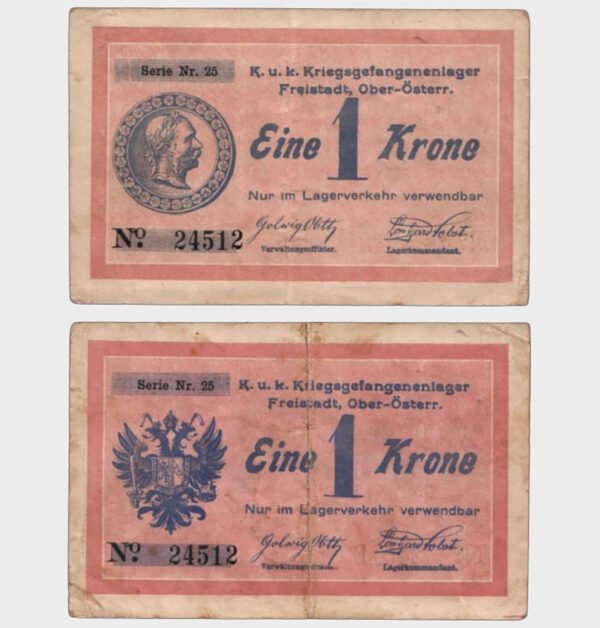 Serie Nr. 25
K. u. k. Kriegsgefangenenlager
Freistadt, Ober-Österr.
Eine 1 Krone
Nur im Lagerverkehr verwendbar
Nº 24512
Verwaltungsoffizier.
Lagerkommandant.
Serie Nr. 25
K. u. k. Kriegsgefangenenlager
Freistadt, Ober-Österr.
Eine 1 Krone
Nur im Lagerverkehr verwendbar
Nº 24512
Verwaltungsoffizier.
Lagerkommandant.